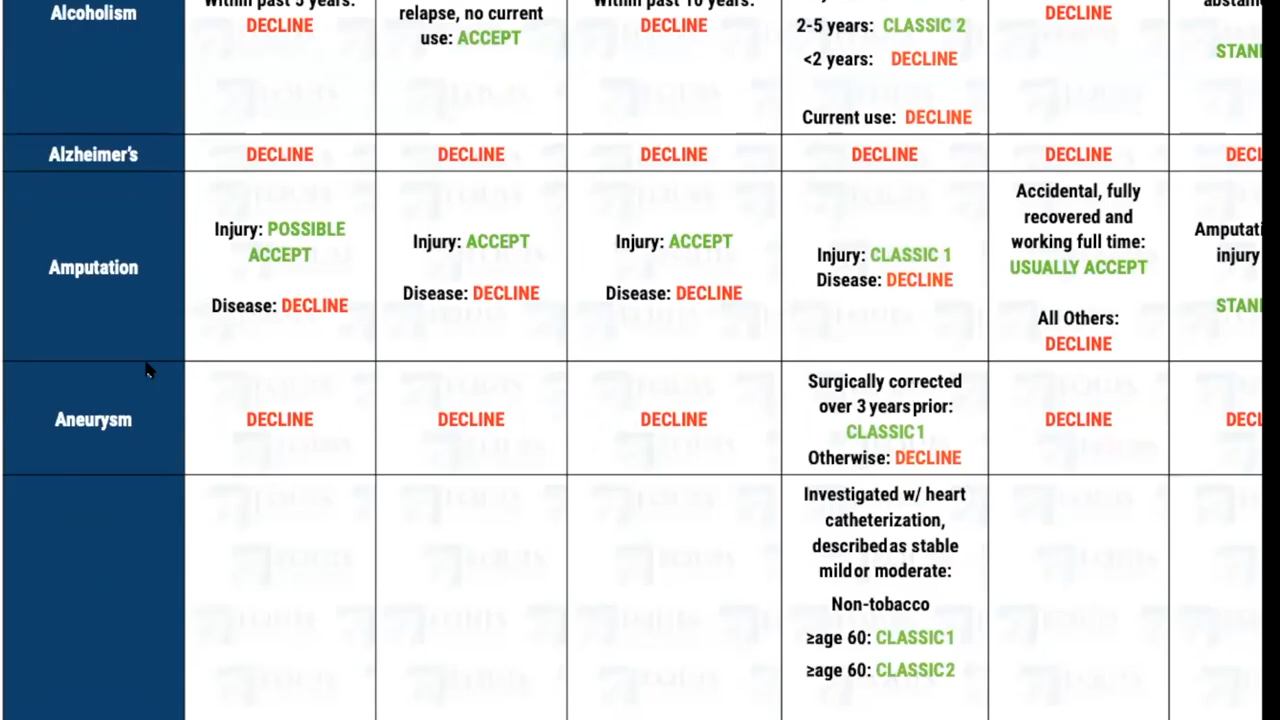 Alcoholism
Within past 5 years:
DECLINE
relapse, no current
use: ACCEPT
Within past 10 years:
DECLINE
2-5 years: CLASSIC 2
<2 years: DECLINE
Current use: DECLINE
DECLINE
Alzheimer's
DECLINE
DECLINE
DECLINE
DECLINE
DECLINE
DECL
Amputation
Injury: POSSIBLE
ACCEPT
Disease: DECLINE
Injury: ACCEPT
Disease: DECLINE
Injury: ACCEPT
Disease: DECLINE
Injury: CLASSIC 1
Disease: DECLINE
Accidental, fully
recovered and
working full time:
USUALLY ACCEPT
All Others:
DECLINE
Amputati
injury
STAN
Aneurysm
DECLINE
DECLINE
DECLINE
Surgically corrected
over 3 years prior:
CLASSIC 1
Otherwise: DECLINE
DECLINE
DECL
Investigated w/ heart
catheterization,
described as stable
mild or moderate:
Non-tobacco
≥age 60: CLASSIC 1
≥age 60: CLASSIC 2